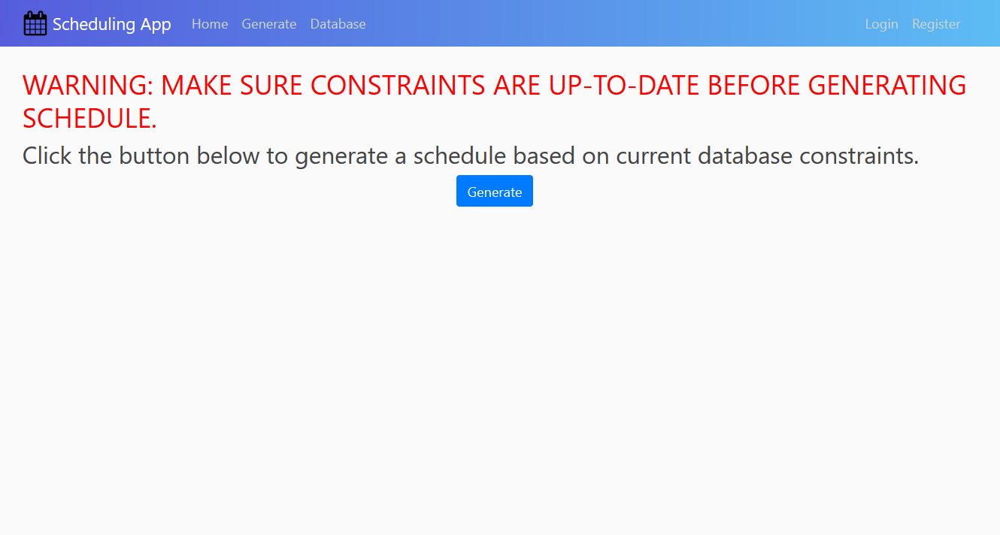 Scheduling App Home Generate Database Login Register
WARNING: MAKE SURE CONSTRAINTS ARE UP-TO-DATE BEFORE GENERATING
SCHEDULE.
Click the button below to generate a schedule based on current database constraints.
Generate